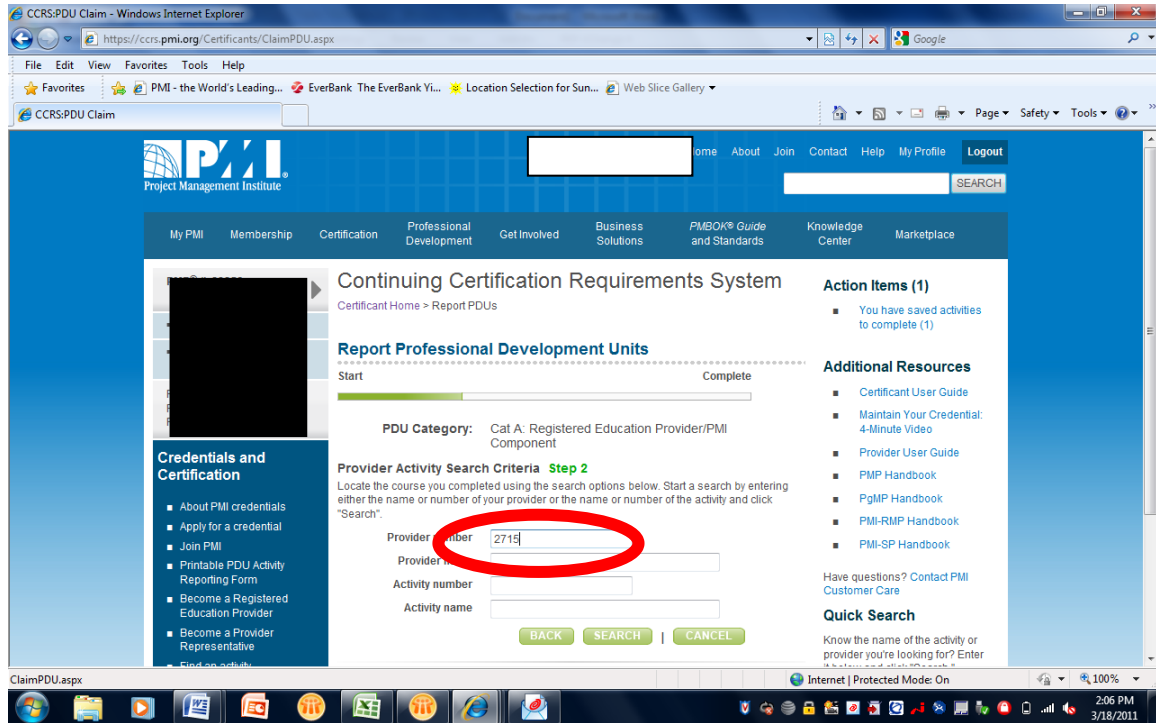 CCRS:PDU Claim - Windows Internet Explorer
https://ccrs.pmi.org/Certificants/ClaimPDU.aspx
Google
File Edit View Favorites Tools Help
Favorites PMI - the World's Leading... EverBank The EverBank Yi... Location Selection for Sun... Web Slice Gallery
CCRS:PDU Claim
Page Safety Tools
PMI
Project Management Institute
About Join Contact Help My Profile Logout
SEARCH
My PMI Membership Certification Professional Development Get Involved Business Solutions PMBOK® Guide and Standards Knowledge Center Marketplace
Continuing Certification Requirements System
Certificant Home > Report PDUs
Report Professional Development Units
Start Complete
PDU Category: Cat A: Registered Education Provider/PMI
Component
Provider Activity Search Criteria Step 2
Locate the course you completed using the search options below. Start a search by entering
either the name or number of your provider or the name or number of the activity and click
"Search".
Provider 2715
Provider
Activity number
Activity name
BACK SEARCH | CANCEL
Credentials and
Certification
About PMI credentials
Apply for a credential
Join PMI
Printable PDU Activity
Reporting Form
Become a Registered
Education Provider
Become a Provider
Representative
Find an activity
Action Items (1)
You have saved activities
to complete (1)
Additional Resources
Certificant User Guide
Maintain Your Credential:
4-Minute Video
Provider User Guide
PMP Handbook
PgMP Handbook
PMI-RMP Handbook
PMI-SP Handbook
Have questions? Contact PMI
Customer Care
Quick Search
Know the name of the activity or
provider you're looking for? Enter
ClaimPDU.aspx
Internet | Protected Mode: On
100%
2:06 PM
3/18/2011